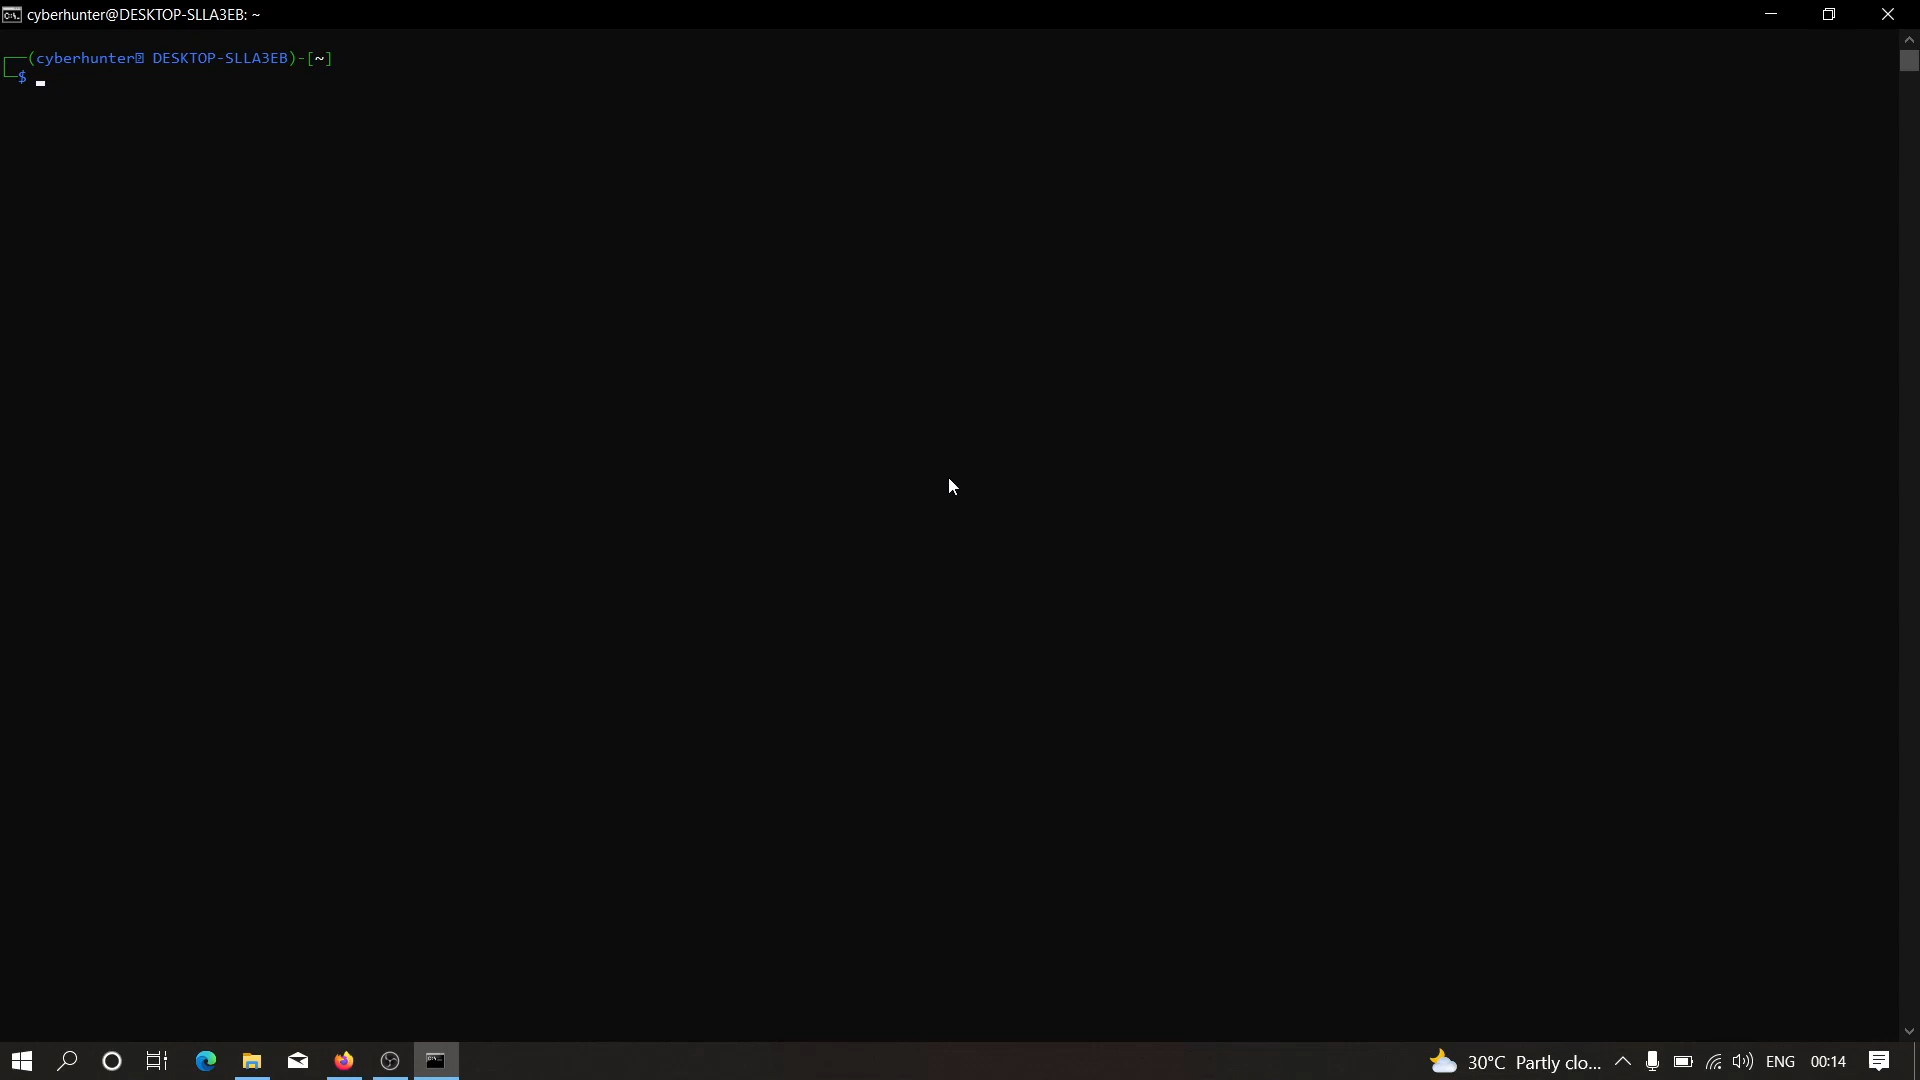 cyberhunter@DESKTOP-SLLA3EB: ~
┌──(cyberhunter⍰ DESKTOP-SLLA3EB)-[~]
└─$
30°C Partly clo... ENG 00:14